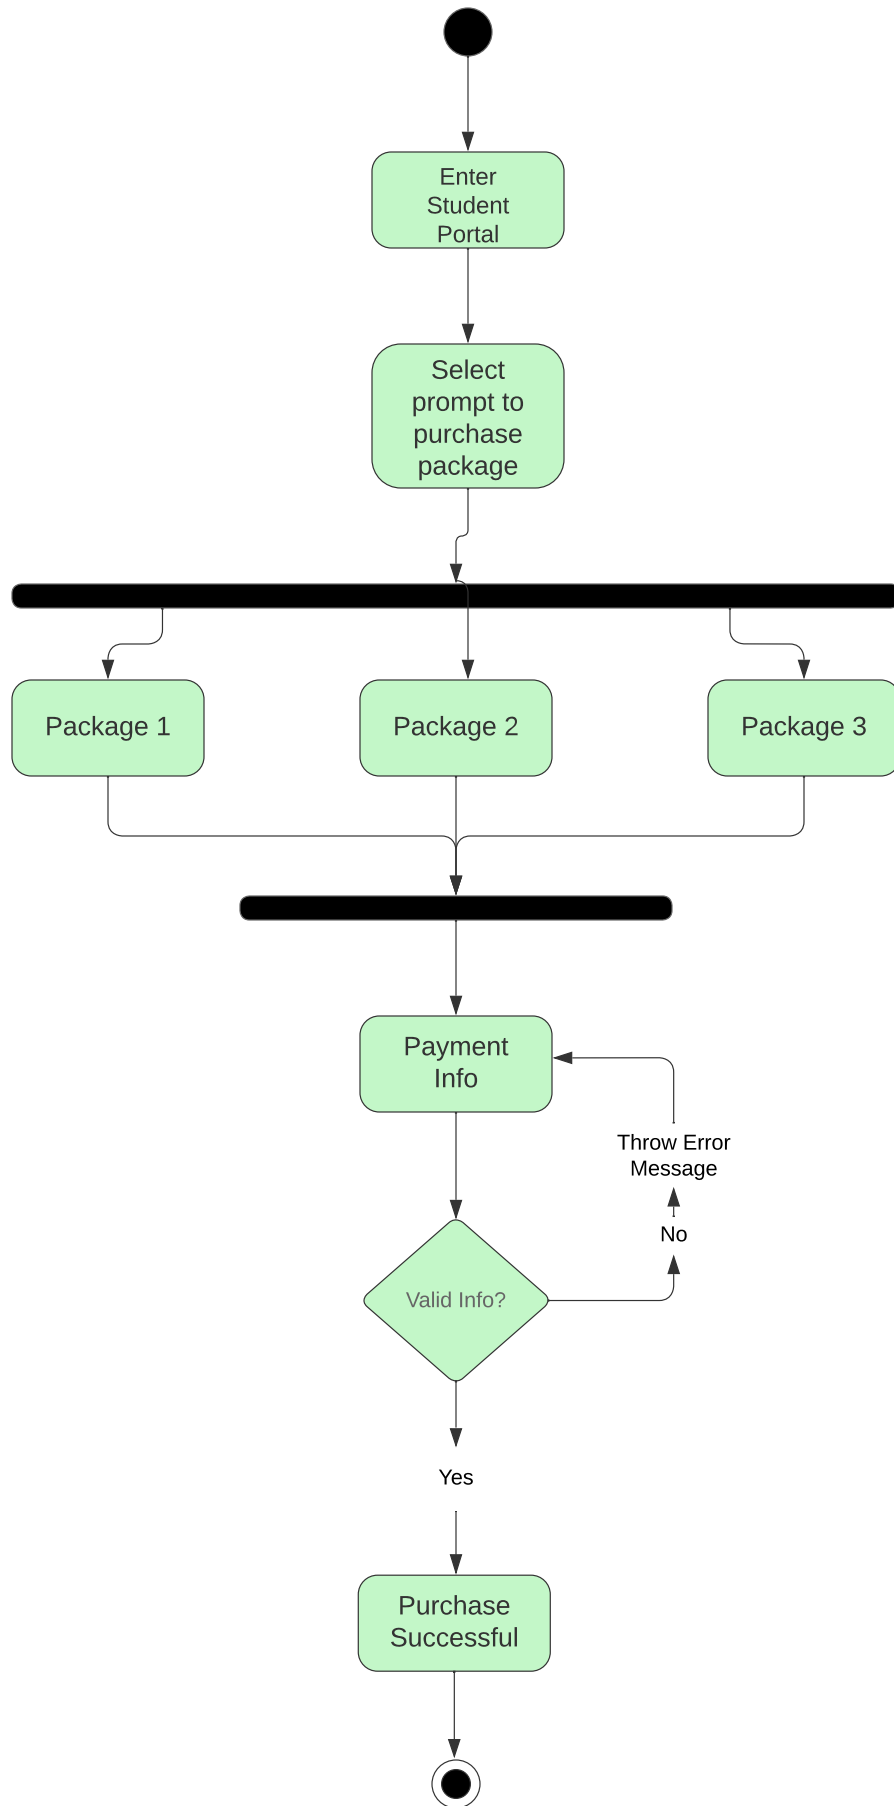 Enter
Student
Portal
Select
prompt to
purchase
package
Package 1
Package 2
Package 3
Payment
Info
Throw Error
Message
No
Valid Info?
Yes
Purchase
Successful